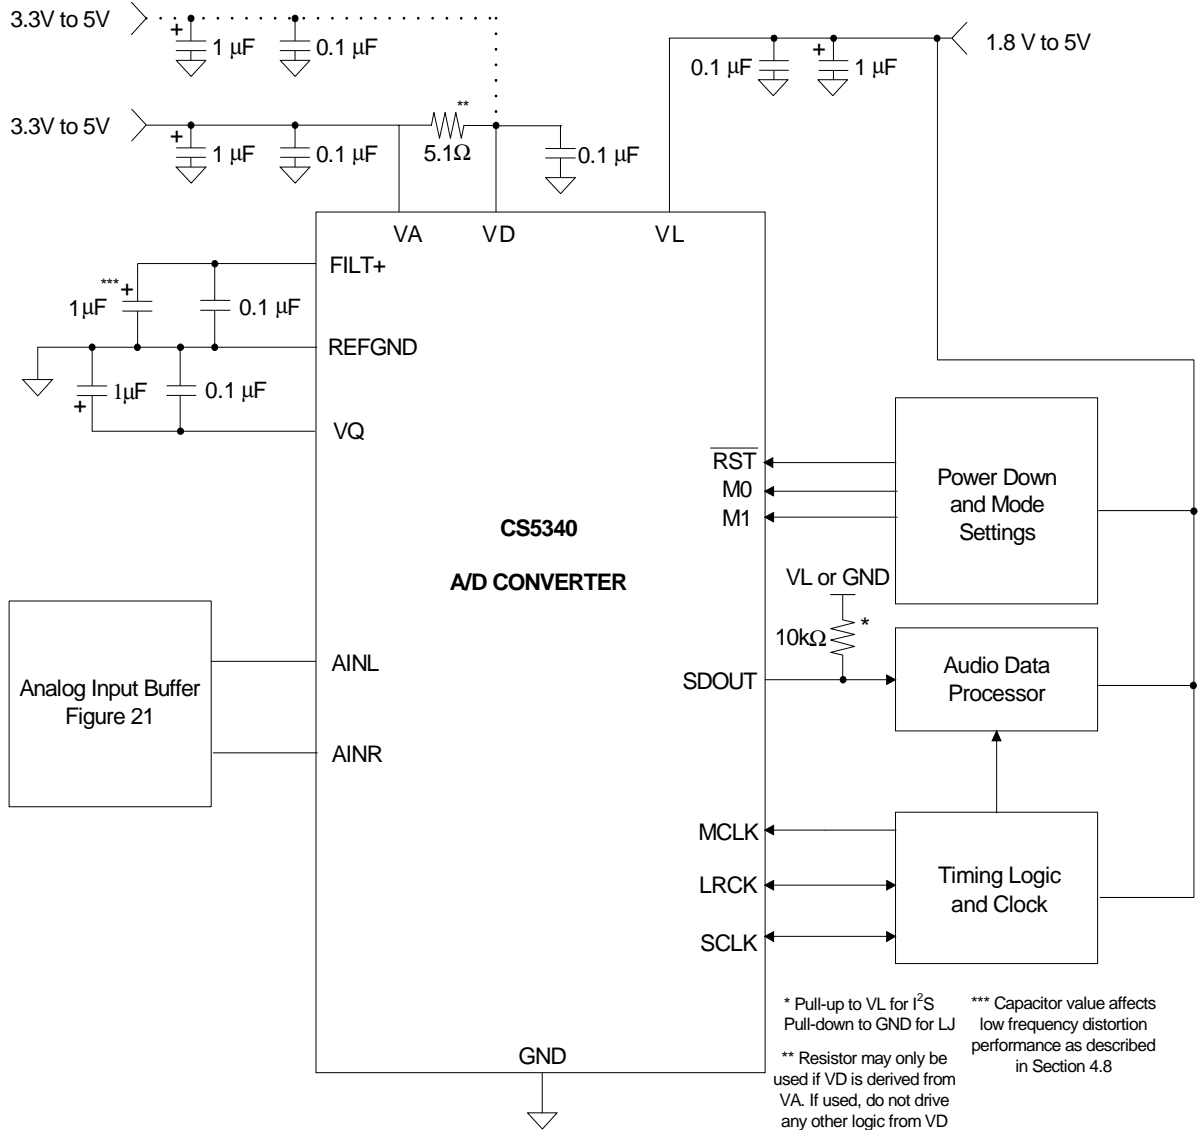 3.3V to 5V
+
1 µF
0.1 µF
0.1 µF
+
1 µF
1.8 V to 5V
3.3V to 5V
+
1 µF
0.1 µF
**
5.1Ω
0.1 µF
VA
VD
VL
FILT+
***
+
1µF
0.1 µF
REFGND
1µF
+
0.1 µF
VQ
RST
M0
M1
Power Down
and Mode
Settings
CS5340
A/D CONVERTER
VL or GND
10kΩ
*
Analog Input Buffer
Figure 21
AINL
AINR
SDOUT
Audio Data
Processor
MCLK
LRCK
SCLK
Timing Logic
and Clock
GND
* Pull-up to VL for I²S
Pull-down to GND for LJ
** Resistor may only be
used if VD is derived from
VA. If used, do not drive
any other logic from VD
*** Capacitor value affects
low frequency distortion
performance as described
in Section 4.8